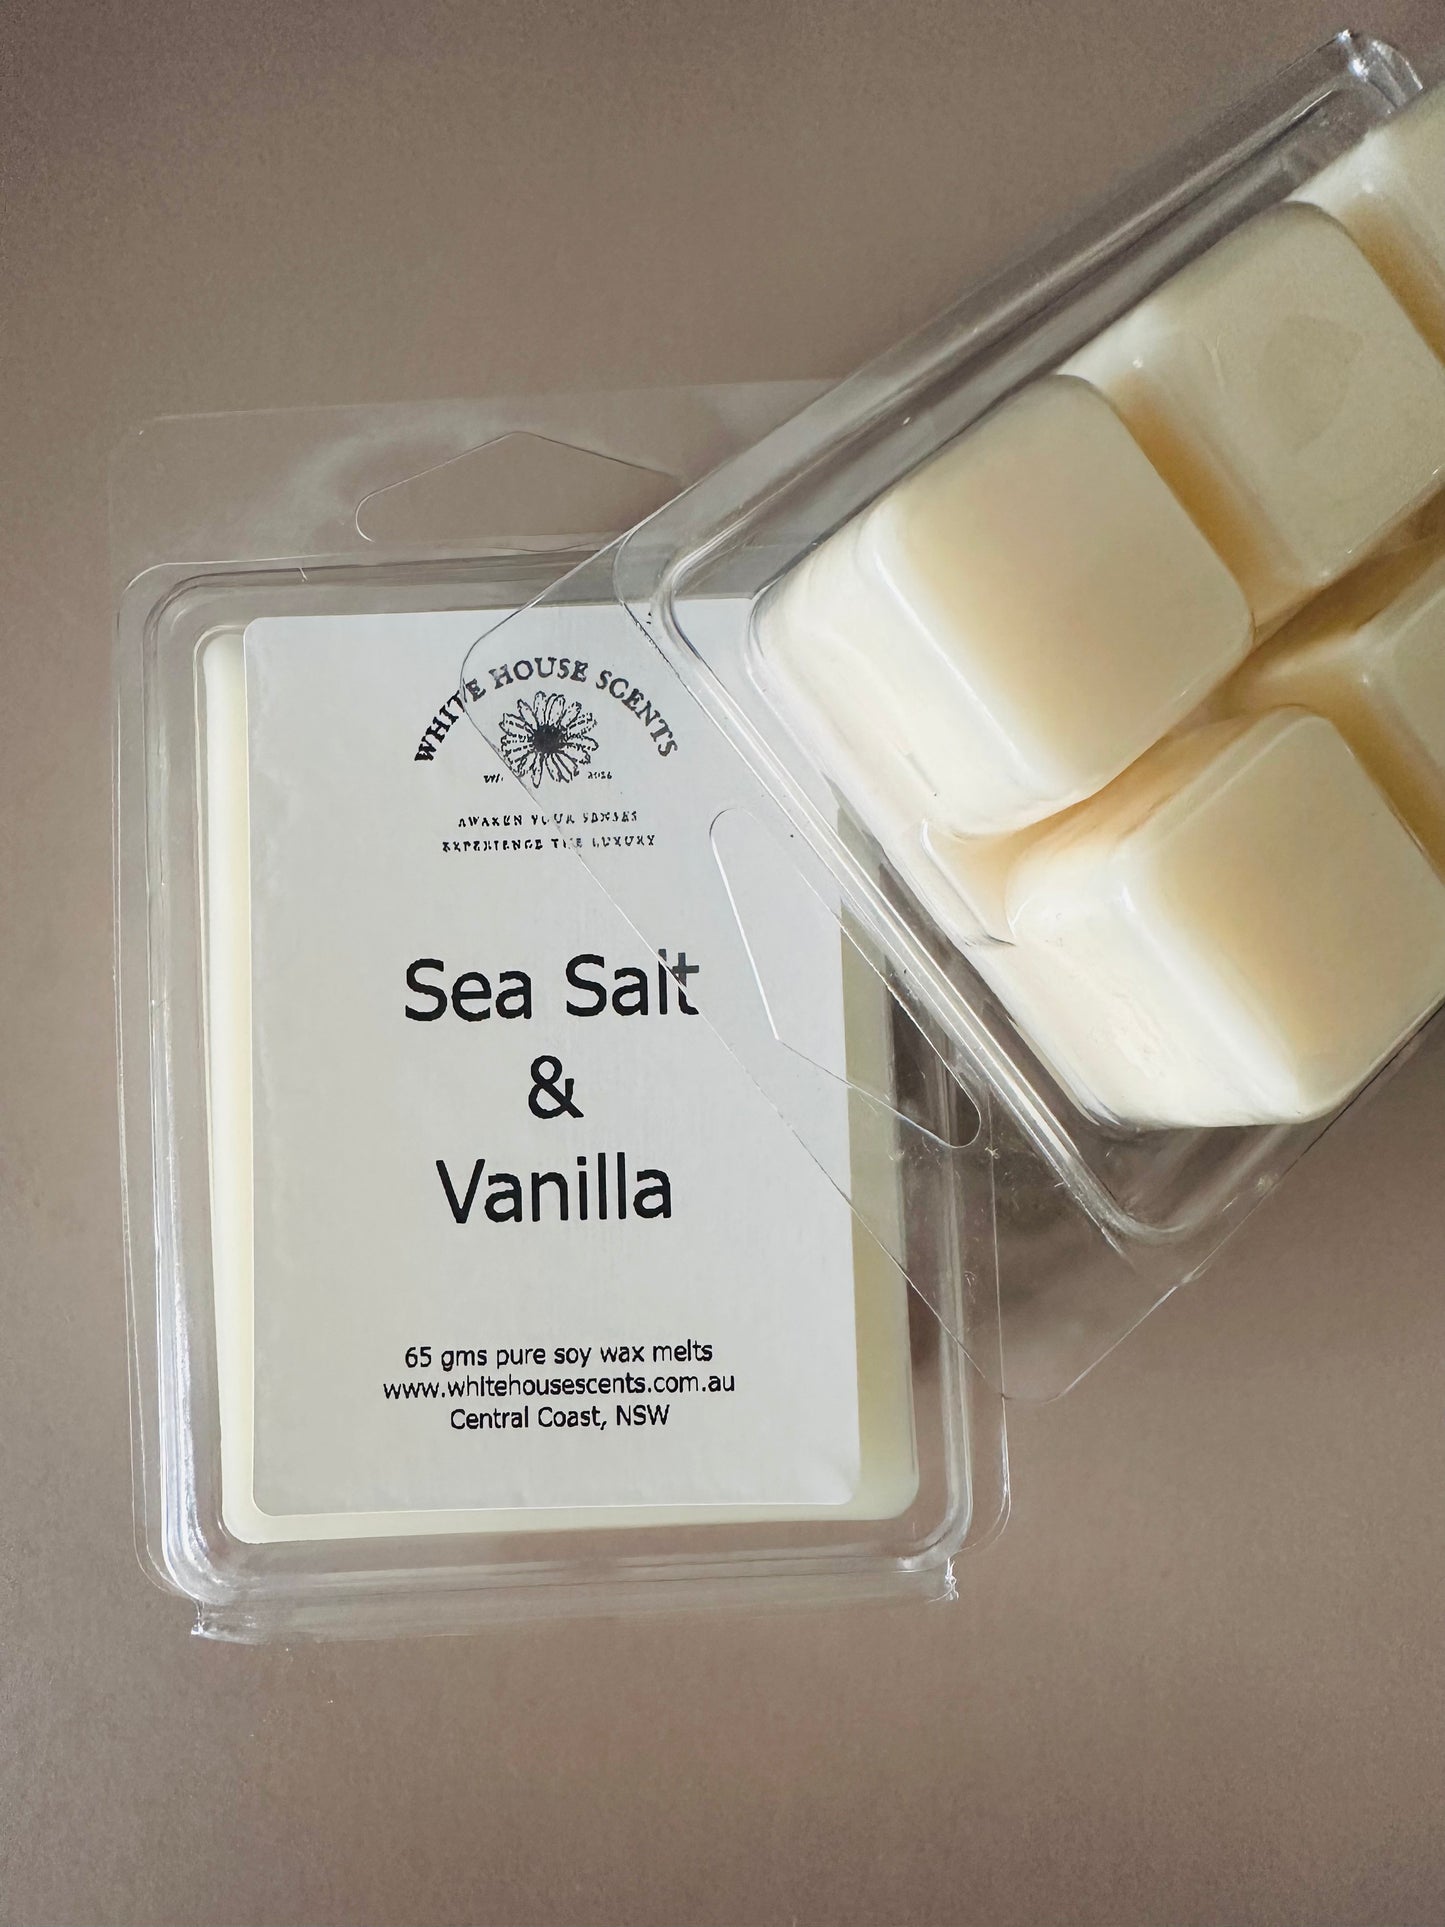 WHITE HOUSE SCENTS
AWAKEN YOUR SENSES
EXPERIENCE THE LUXURY
Sea Salt
&
Vanilla
65 gms pure soy wax melts
www.whitehousescents.com.au
Central Coast, NSW